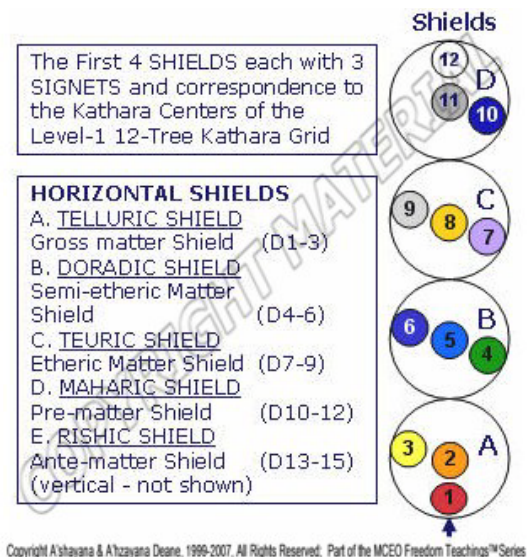 Shields
The First 4 SHIELDS each with 3
SIGNETS and correspondence to
the Kathara Centers of the
Level-1 12-Tree Kathara Grid
12
D
11
10
C
9
8
7
B
6
5
4
A
3
2
1
HORIZONTAL SHIELDS
A. TELLURIC SHIELD
Gross matter Shield (D1-3)
B. DORADIC SHIELD
Semi-etheric Matter
Shield (D4-6)
C. TEURIC SHIELD
Etheric Matter Shield (D7-9)
D. MAHARIC SHIELD
Pre-matter Shield (D10-12)
E. RISHIC SHIELD
Ante-matter Shield (D13-15)
(vertical - not shown)
COPYRIGHT MATERIAL
Copyright A'shayana & A'hzayana Deane, 1999-2007. All Rights Reserved; Part of the MCEO Freedom Teachings™ Series